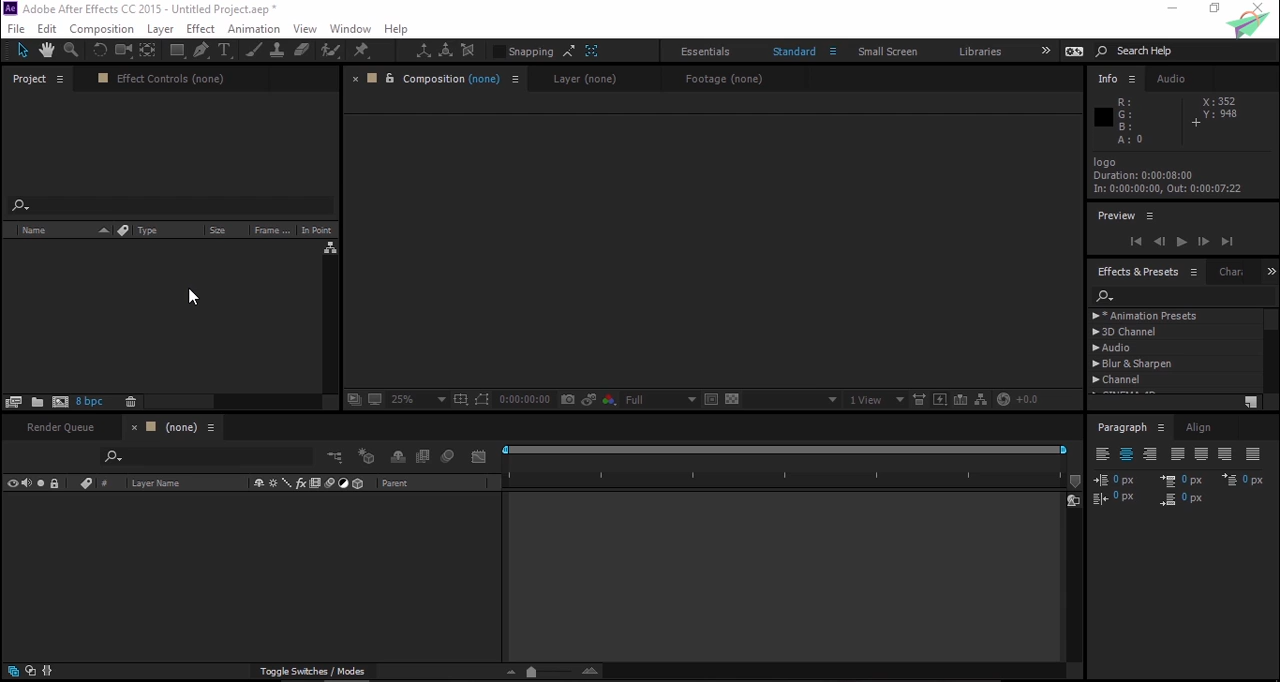 Ae Adobe After Effects CC 2015 - Untitled Project.aep *
File Edit Composition Layer Effect Animation View Window Help
Snapping Essentials Standard Small Screen Libraries Search Help
Project Effect Controls (none) Composition (none) Layer (none) Footage (none) Info Audio
R:
G:
B:
A: 0
X: 352
Y: 948
logo
Duration: 0:00:08:00
In: 0:00:00:00, Out: 0:00:07:22
Preview
Name Type Size Frame ... In Point
Effects & Presets
* Animation Presets
3D Channel
Audio
Blur & Sharpen
Channel
8 bpc
25% 0:00:00:00 Full 1 View +0.0
Render Queue (none)
Paragraph Align
# Layer Name Parent
0 px 0 px 0 px
0 px 0 px
Toggle Switches / Modes